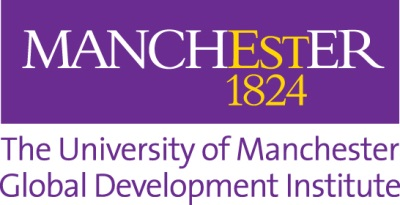 MANCHESTER
1824
The University of Manchester
Global Development Institute